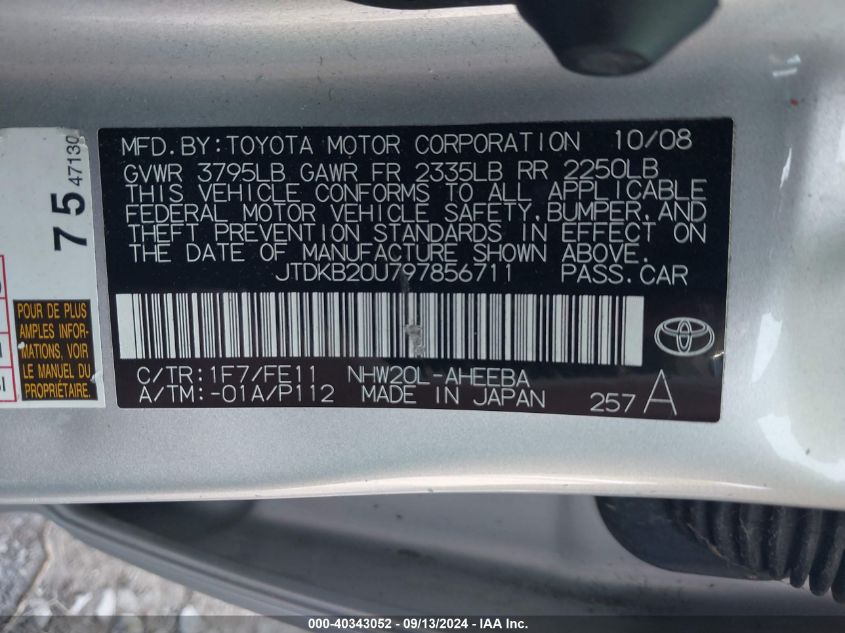 MFD. BY: TOYOTA MOTOR CORPORATION 10/08
GVWR 3795LB GAWR FR 2335LB RR 2250LB
THIS VEHICLE CONFORMS TO ALL APPLICABLE
FEDERAL MOTOR VEHICLE SAFETY, BUMPER, AND
THEFT PREVENTION STANDARDS IN EFFECT ON
THE DATE OF MANUFACTURE SHOWN ABOVE.
JTDKB20U797856711 PASS. CAR
C/TR: 1F7/FE11 NHW20L-AHEEBA
A/TM: -01A/P112 MADE IN JAPAN 257 A
75 47130
POUR DE PLUS
AMPLES INFOR-
MATIONS, VOIR
LE MANUEL DU
PROPRIÉTAIRE.
000-40343052 - 09/13/2024 - Copyright © IAA, Inc.